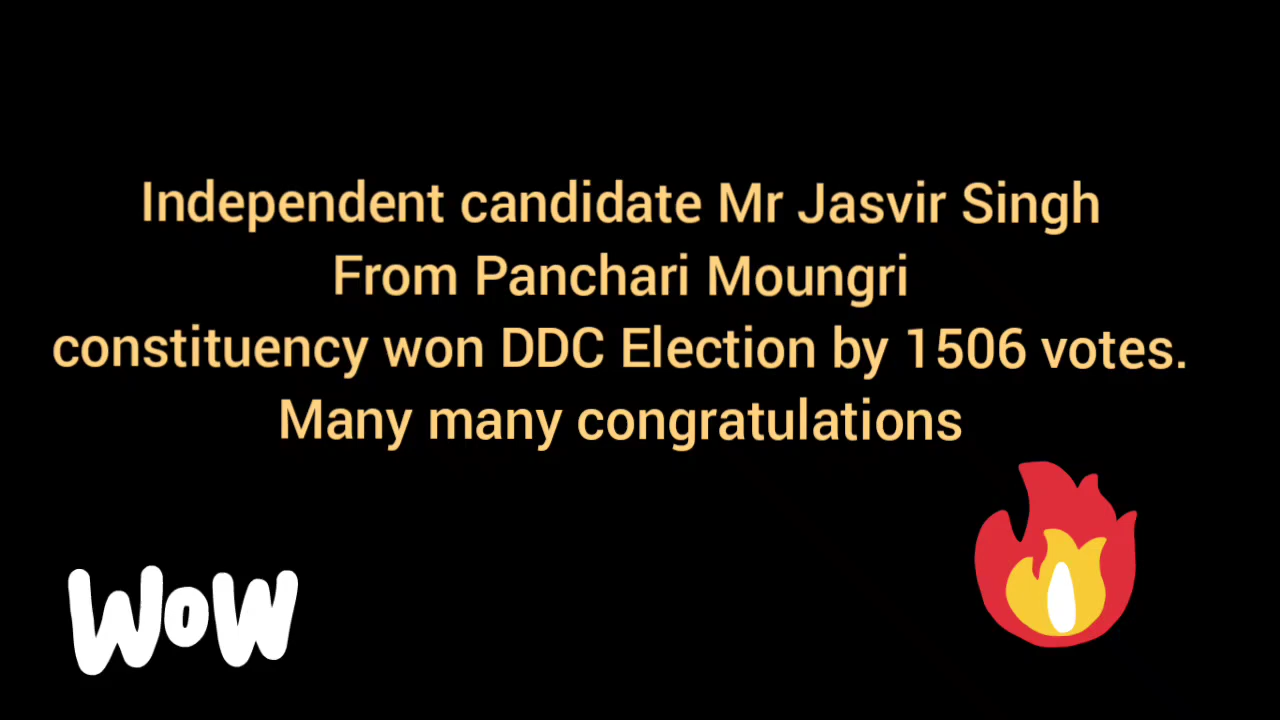 Independent candidate Mr Jasvir Singh
From Panchari Moungri
constituency won DDC Election by 1506 votes.
Many many congratulations
WoW